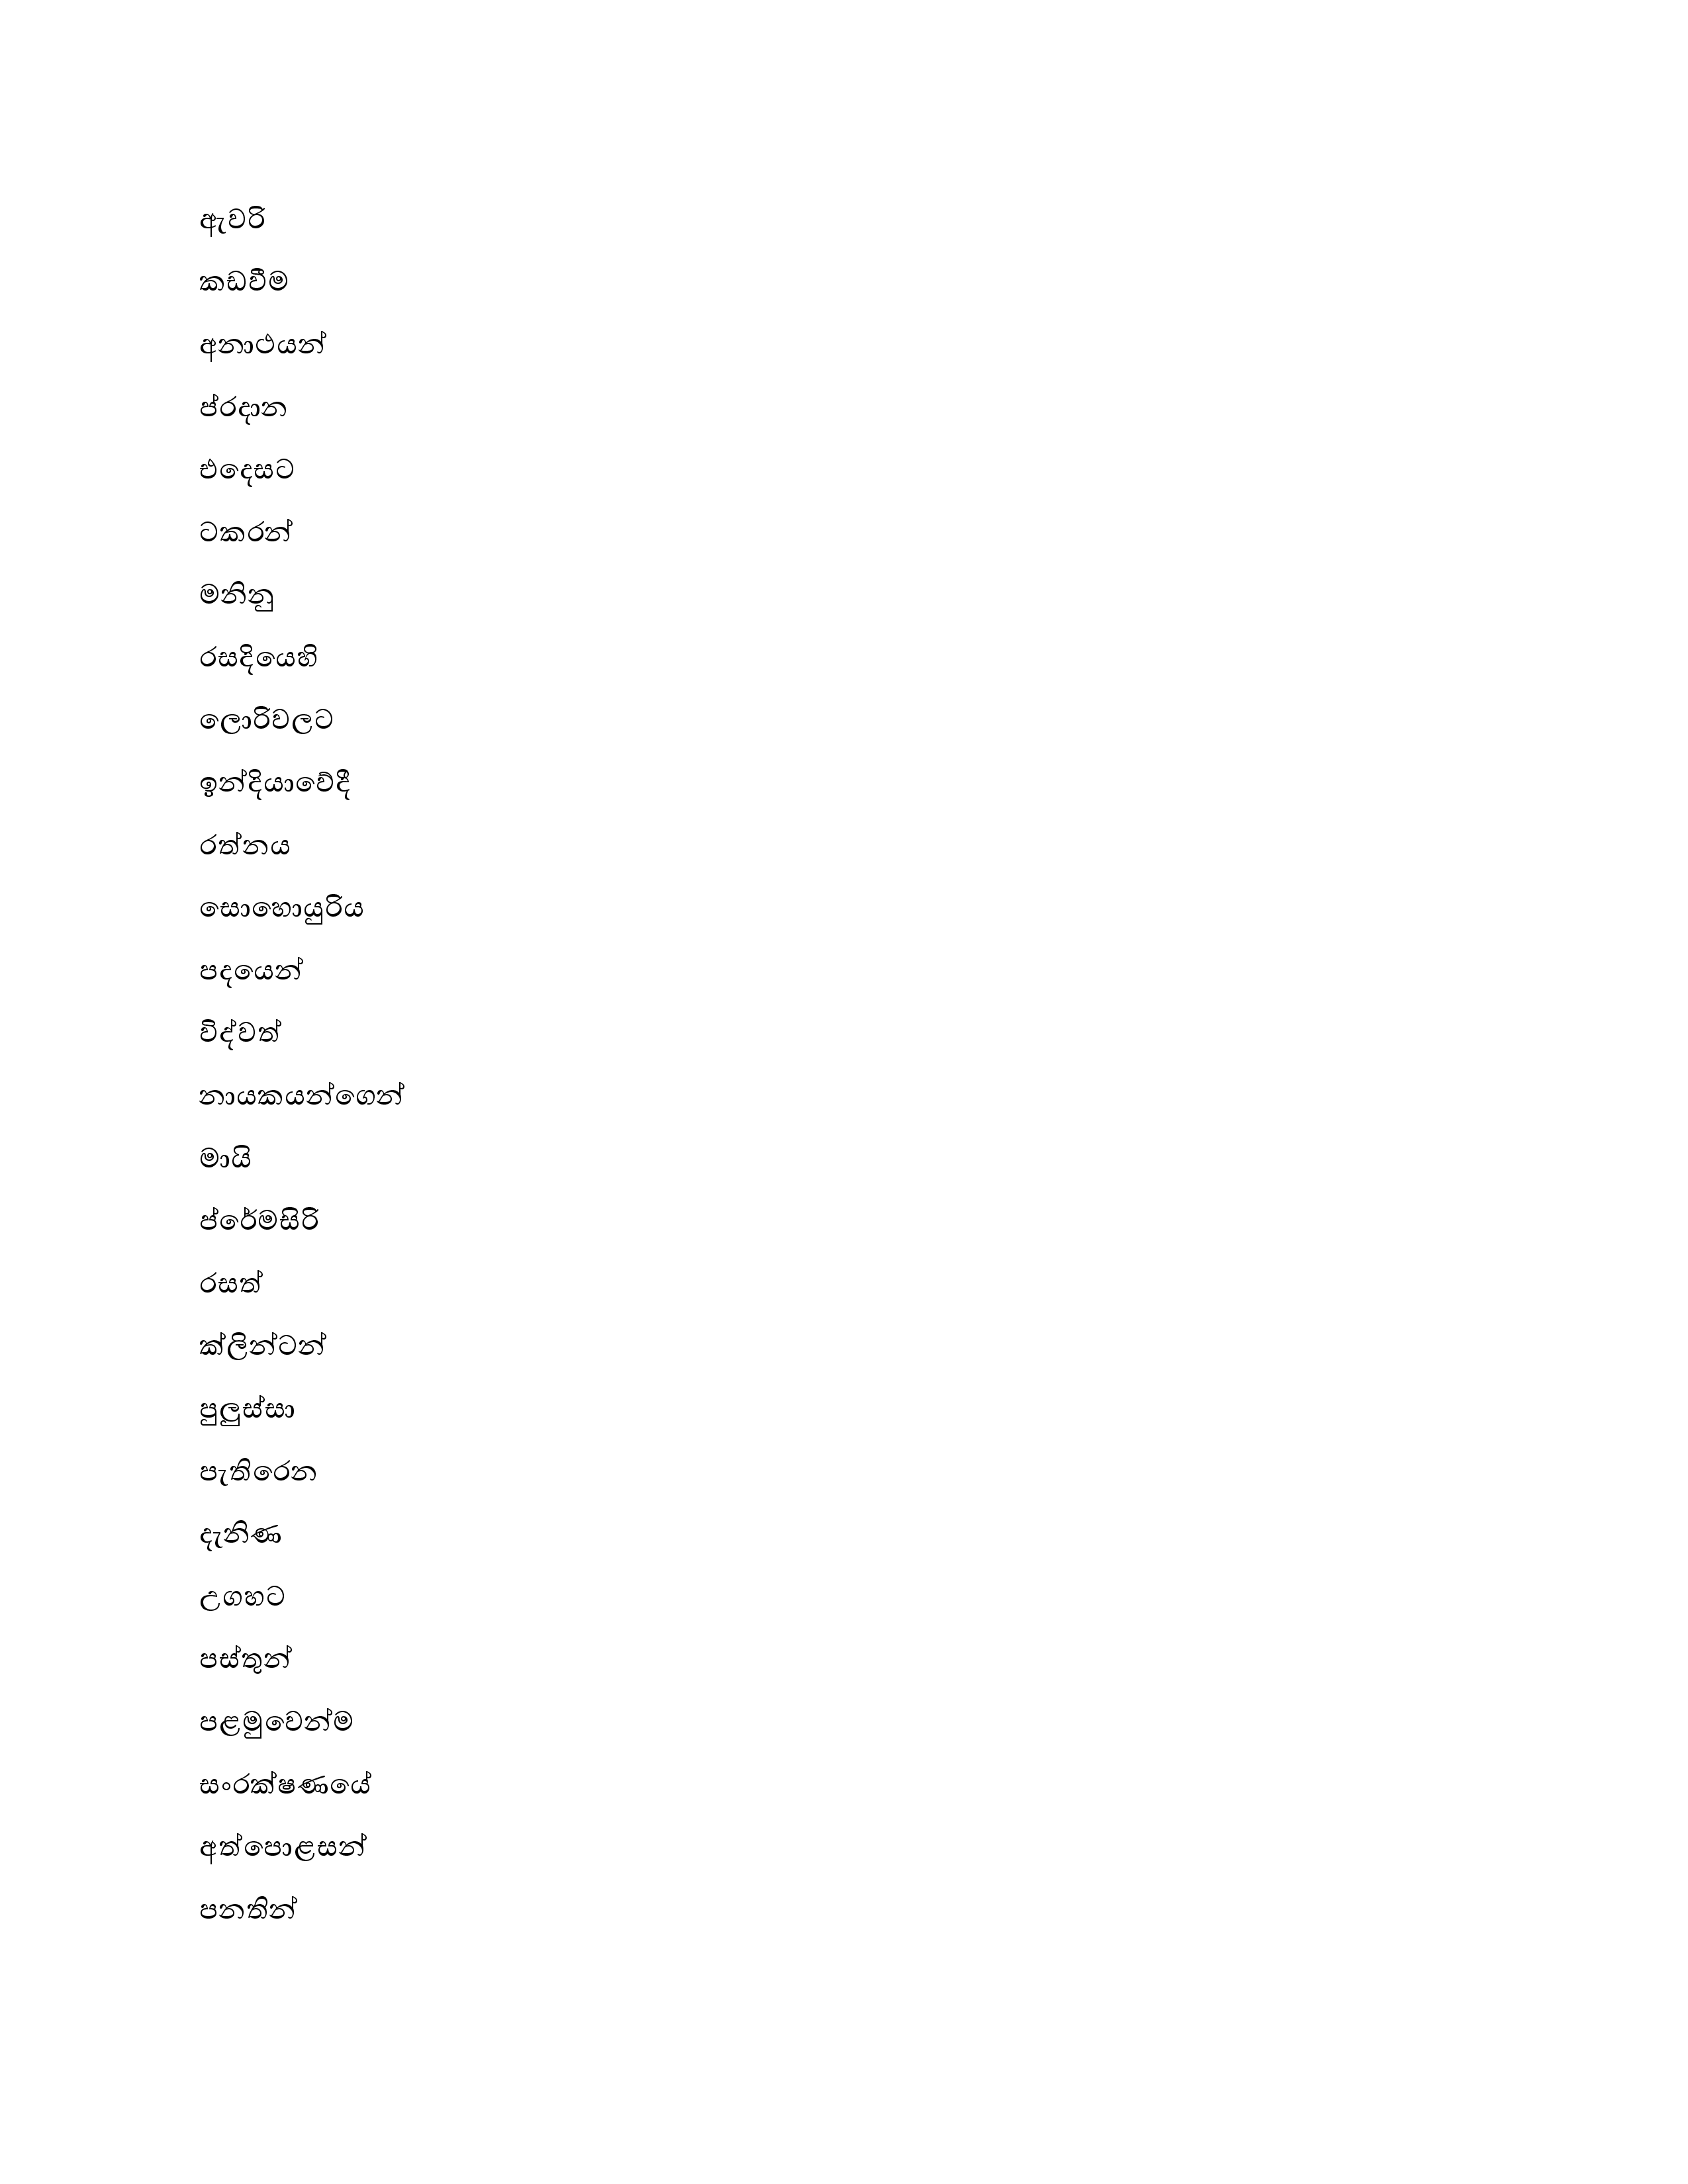 ඇවරි
කඩවීම
අනාථයන්
ප්රදාන
එදෙසට
ටකරන්
මනිනු
රසදියෙහි
ලොරිවලට
ඉන්දියාවේදී
රත්නය
සොහොයුරිය
පදයෙන්
විද්වත්
නායකයන්ගෙන්
මායි
ප්රේමසිරි
රසත්
ක්ලින්ටන්
පුලුස්සා
පැතිරෙන
දැනිණ
උගහට
පස්තුන්
පළමුවෙන්ම
සංරක්ෂණයේ
අත්පොළසන්
පනතින්